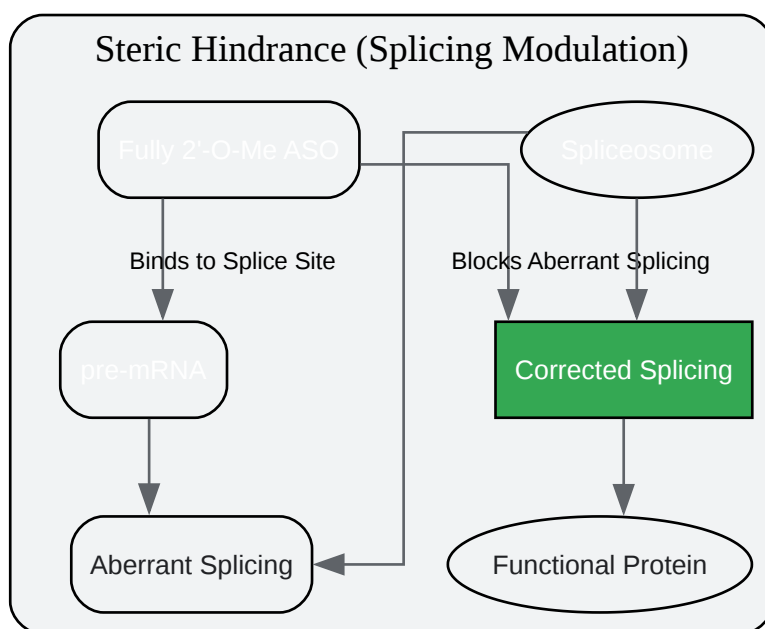 Steric Hindrance (Splicing Modulation)
Fully 2'-O-Me ASO
Spliceosome
Binds to Splice Site
Blocks Aberrant Splicing
pre-mRNA
Corrected Splicing
Aberrant Splicing
Functional Protein